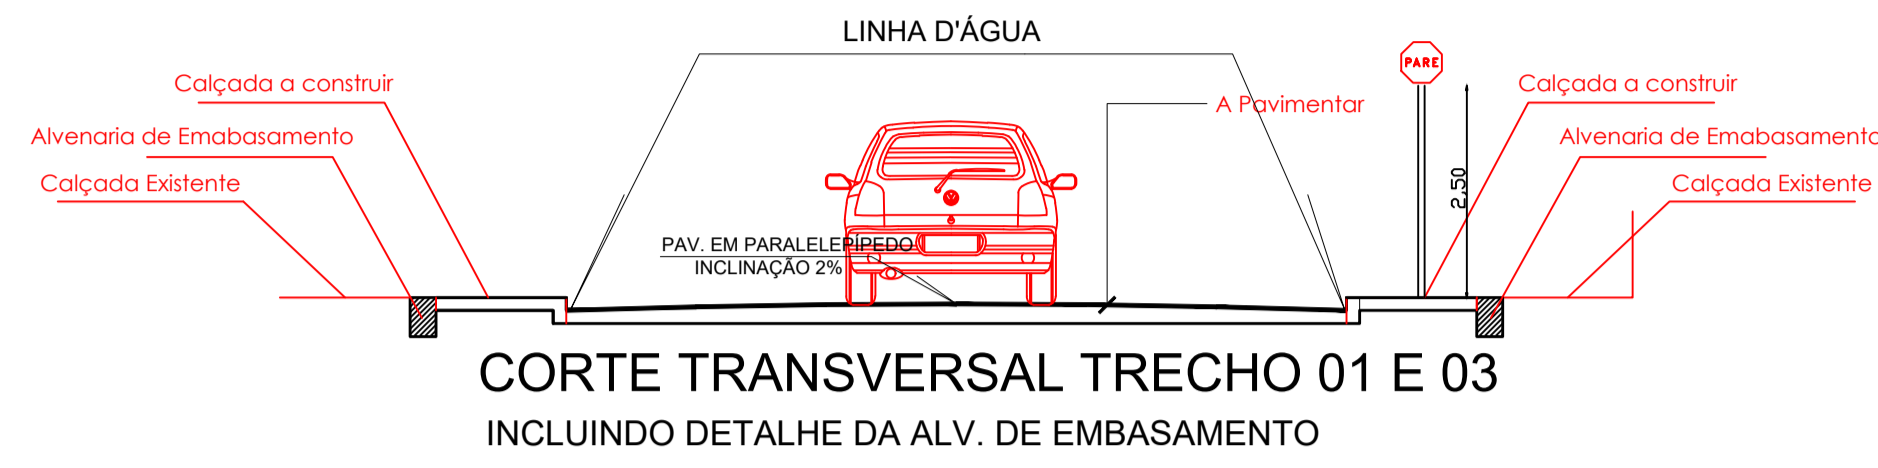 LINHA D'ÁGUA
PARE
Calçada a construir
Calçada a construir
A Pavimentar
Alvenaria de Emabasamento
Alvenaria de Emabasamento
Calçada Existente
Calçada Existente
2,50
PAV. EM PARALELEPÍPEDO
INCLINAÇÃO 2%
CORTE TRANSVERSAL TRECHO 01 E 03
INCLUINDO DETALHE DA ALV. DE EMBASAMENTO